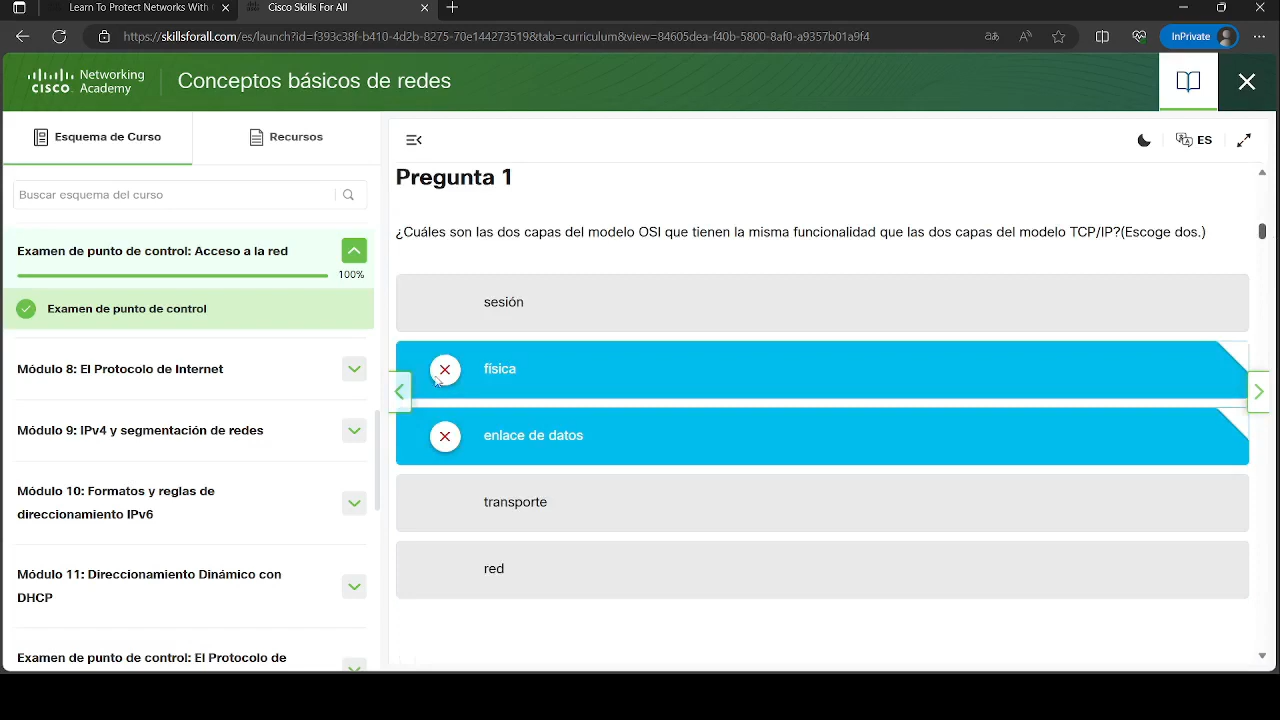 Learn To Protect Networks With
Cisco Skills For All
https://skillsforall.com/es/launch?id=f393c38f-b410-4d2b-8275-70e144273519&tab=curriculum&view=84605dea-f40b-5800-8af0-a9357b01a9f4
InPrivate
CISCO Networking Academy
Conceptos básicos de redes
Esquema de Curso
Recursos
ES
Buscar esquema del curso
Examen de punto de control: Acceso a la red
100%
Examen de punto de control
Módulo 8: El Protocolo de Internet
Módulo 9: IPv4 y segmentación de redes
Módulo 10: Formatos y reglas de
direccionamiento IPv6
Módulo 11: Direccionamiento Dinámico con
DHCP
Examen de punto de control: El Protocolo de
Pregunta 1
¿Cuáles son las dos capas del modelo OSI que tienen la misma funcionalidad que las dos capas del modelo TCP/IP?(Escoge dos.)
sesión
física
enlace de datos
transporte
red